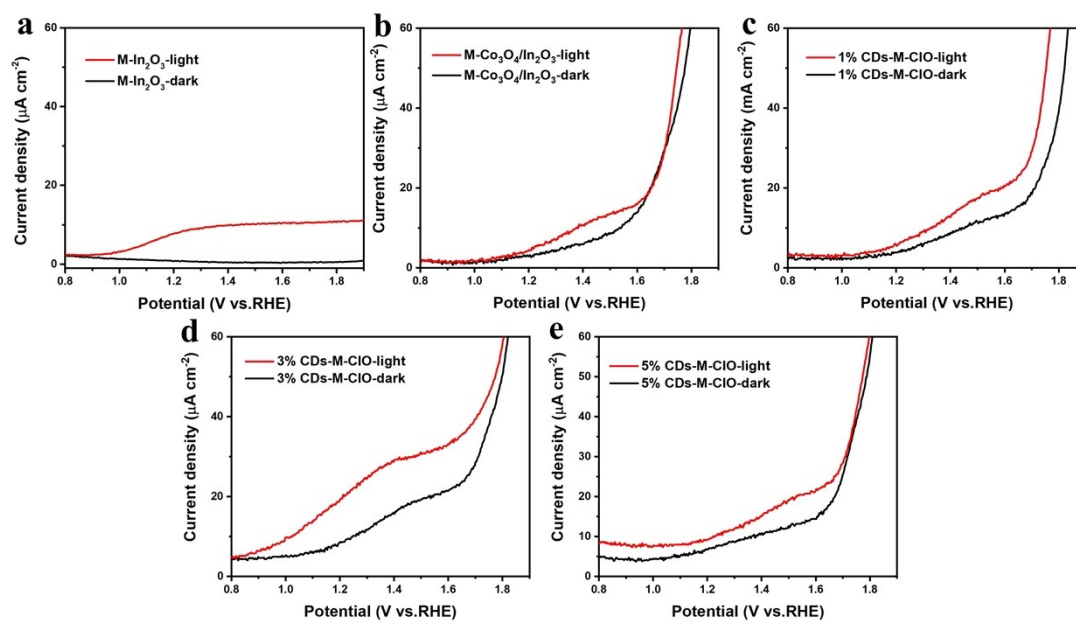 a
60
40
20
0
Current density (μA cm⁻²)
M-In₂O₃-light
M-In₂O₃-dark
0.8 1.0 1.2 1.4 1.6 1.8
Potential (V vs.RHE)
b
60
40
20
0
Current density (μA cm⁻²)
M-Co₃O₄/In₂O₃-light
M-Co₃O₄/In₂O₃-dark
0.8 1.0 1.2 1.4 1.6 1.8
Potential (V vs.RHE)
c
60
40
20
0
Current density (mA cm⁻²)
1% CDs-M-CIO-light
1% CDs-M-CIO-dark
0.8 1.0 1.2 1.4 1.6 1.8
Potential (V vs.RHE)
d
60
40
20
0
Current density (μA cm⁻²)
3% CDs-M-CIO-light
3% CDs-M-CIO-dark
0.8 1.0 1.2 1.4 1.6 1.8
Potential (V vs.RHE)
e
60
50
40
30
20
10
0
Current density (μA cm⁻²)
5% CDs-M-CIO-light
5% CDs-M-CIO-dark
0.8 1.0 1.2 1.4 1.6 1.8
Potential (V vs.RHE)